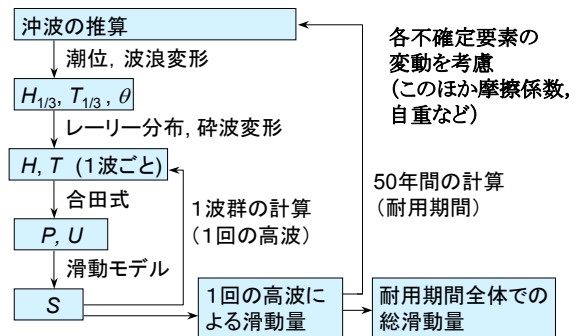 沖波の推算
潮位, 波浪変形
H1/3, T1/3 , θ
レーリー分布, 砕波変形
H, T (1波ごと)
合田式
P, U
滑動モデル
S
1波群の計算
(1回の高波)
1回の高波に
よる滑動量
50年間の計算
(耐用期間)
耐用期間全体での
総滑動量
各不確定要素の
変動を考慮
(このほか摩擦係数,
自重など)